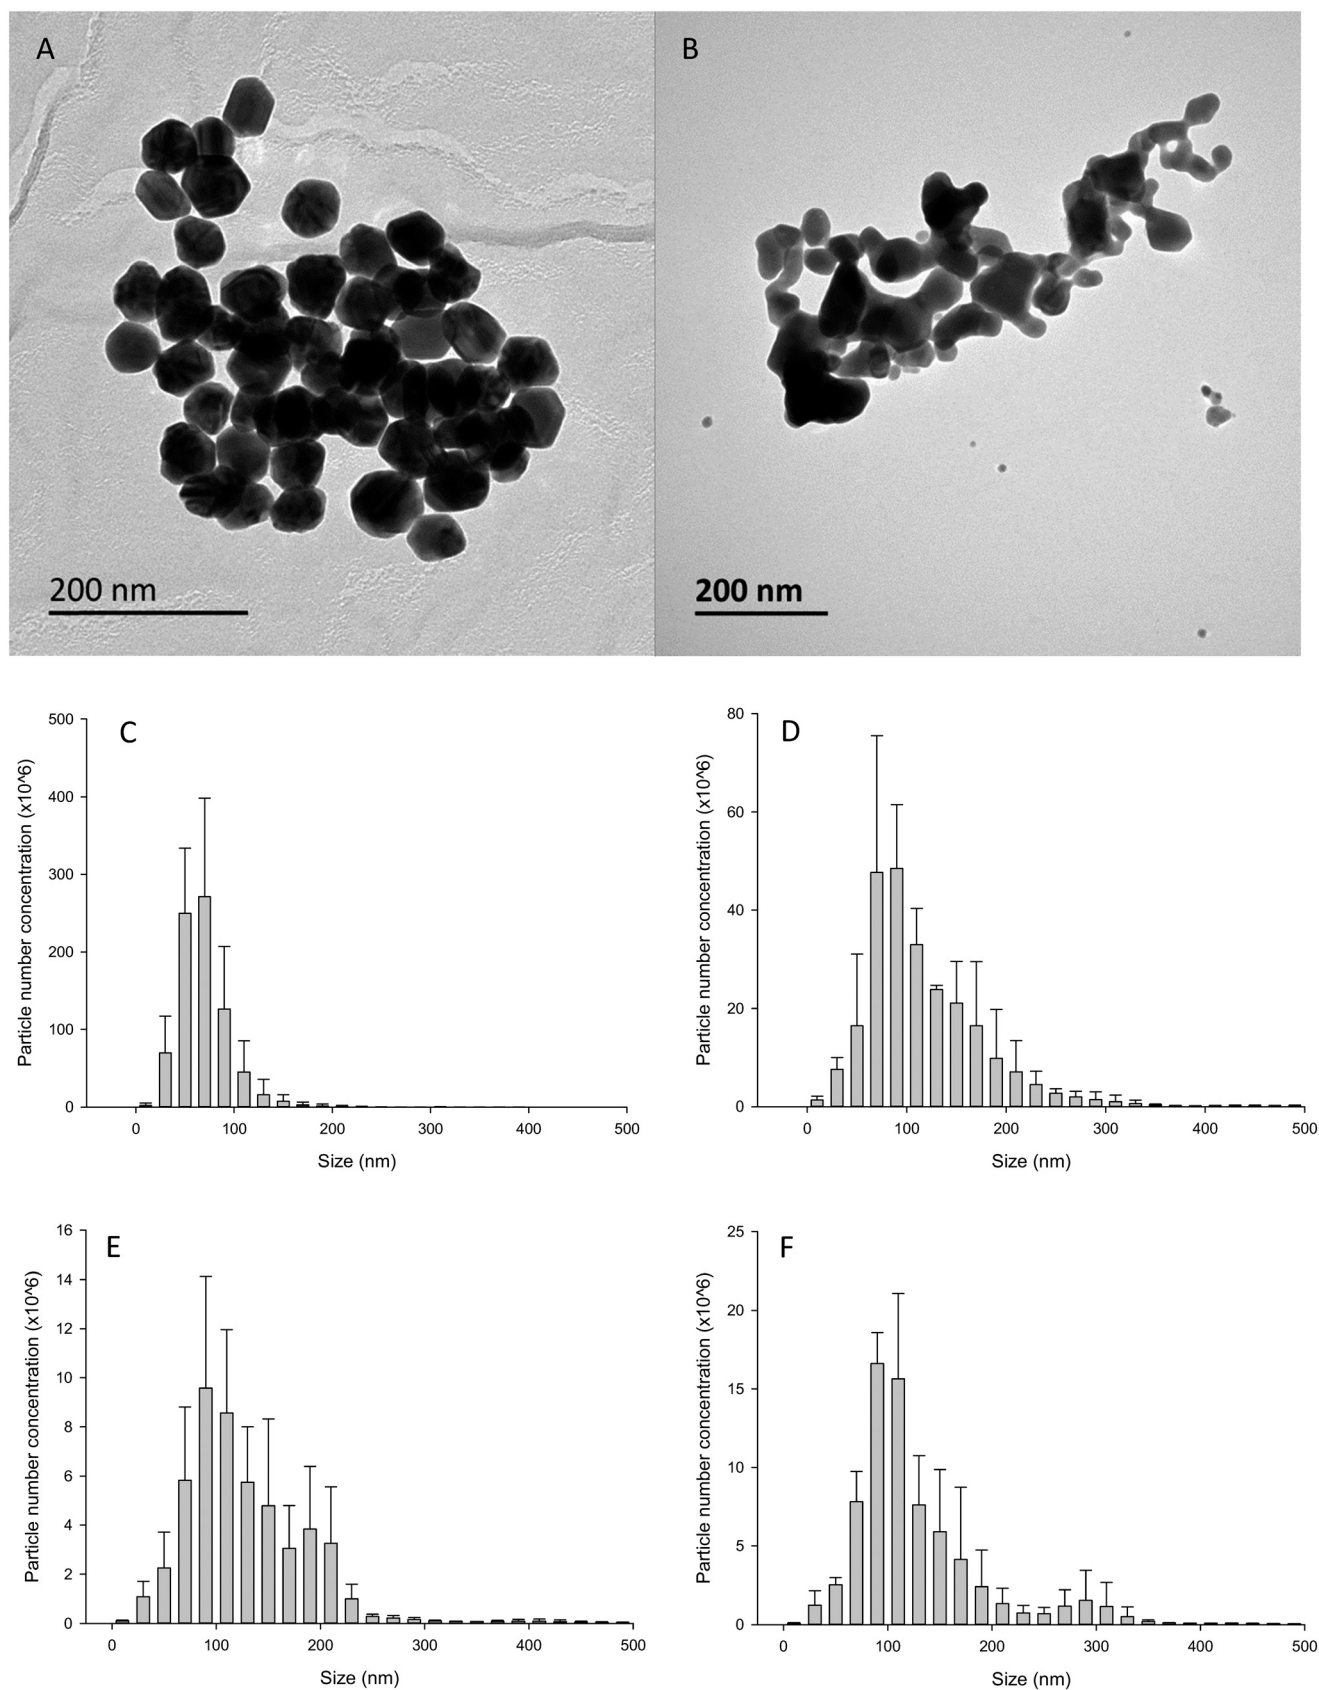 A
B
200 nm
200 nm
C
D
Particle number concentration (x10^6)
500
400
300
200
100
0
0 100 200 300 400 500
Size (nm)
Particle number concentration (x10^6)
80
60
40
20
0
0 100 200 300 400 500
Size (nm)
E
F
Particle number concentration (x10^6)
16
14
12
10
8
6
4
2
0
0 100 200 300 400 500
Size (nm)
Particle number concentration (x10^6)
25
20
15
10
5
0
0 100 200 300 400 500
Size (nm)